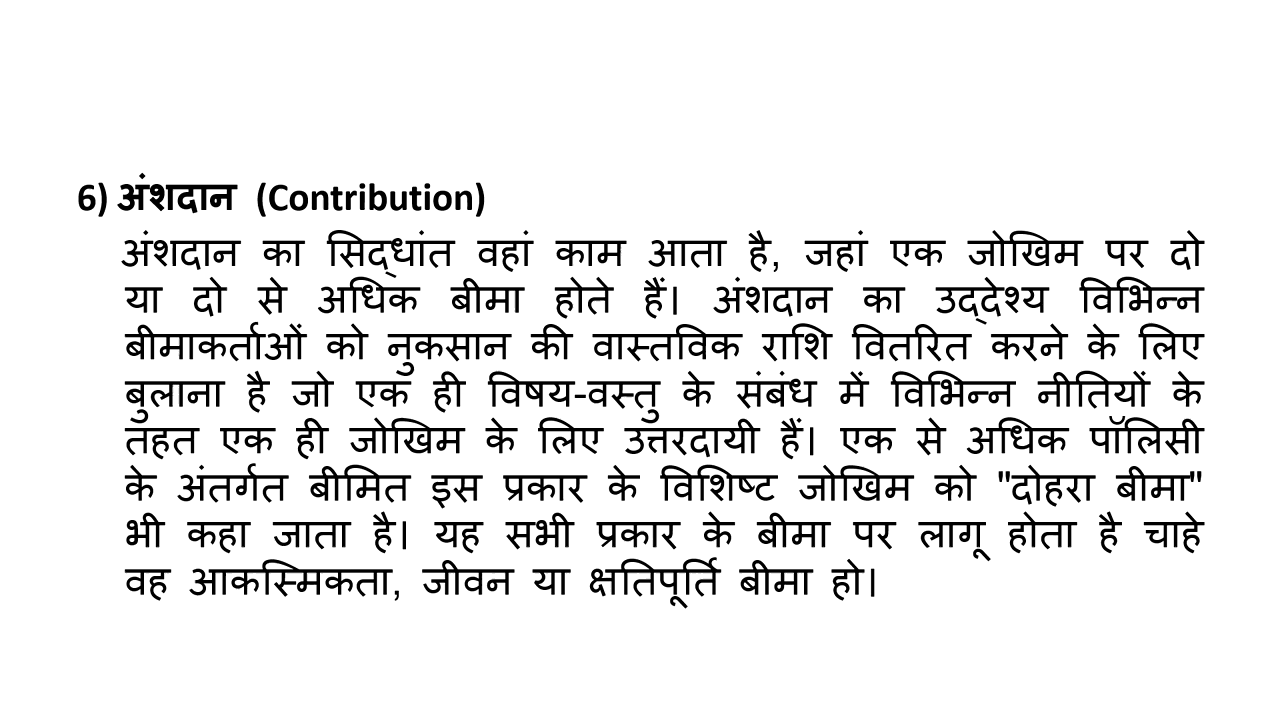 6) अंशदान (Contribution)
अंशदान का सिद्धांत वहां काम आता है, जहां एक जोखिम पर दो
या दो से अधिक बीमा होते हैं। अंशदान का उद्देश्य विभिन्न
बीमाकर्ताओं को नुकसान की वास्तविक राशि वितरित करने के लिए
बुलाना है जो एक ही विषय-वस्तु के संबंध में विभिन्न नीतियों के
तहत एक ही जोखिम के लिए उत्तरदायी हैं। एक से अधिक पॉलिसी
के अंतर्गत बीमित इस प्रकार के विशिष्ट जोखिम को "दोहरा बीमा"
भी कहा जाता है। यह सभी प्रकार के बीमा पर लागू होता है चाहे
वह आकस्मिकता, जीवन या क्षतिपूर्ति बीमा हो।